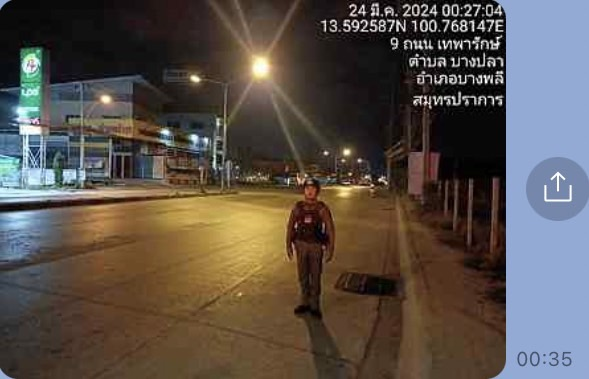 24 มี.ค. 2024 00:27:04
13.592587N 100.768147E
9 ถนน เทพารักษ์
ตำบล บางปลา
อำเภอบางพลี
สมุทรปราการ
00:35